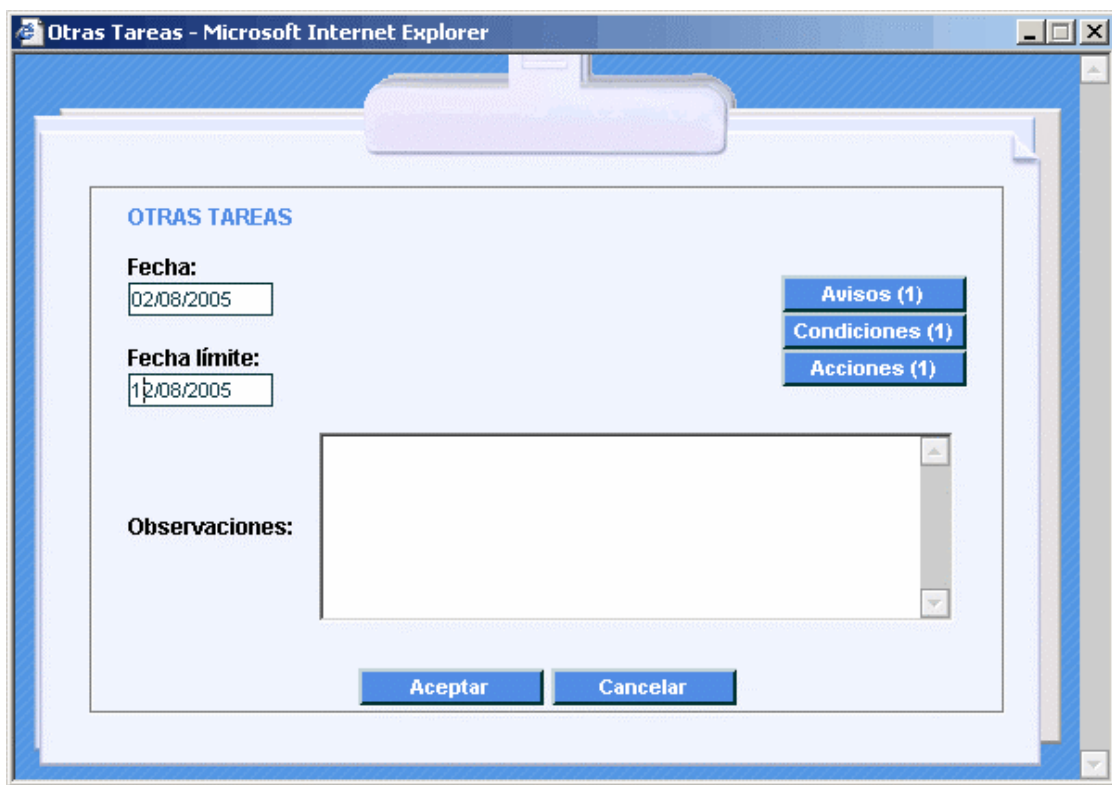 Otras Tareas - Microsoft Internet Explorer
OTRAS TAREAS
Fecha:
02/08/2005
Avisos (1)
Condiciones (1)
Acciones (1)
Fecha límite:
12/08/2005
Observaciones:
Aceptar
Cancelar